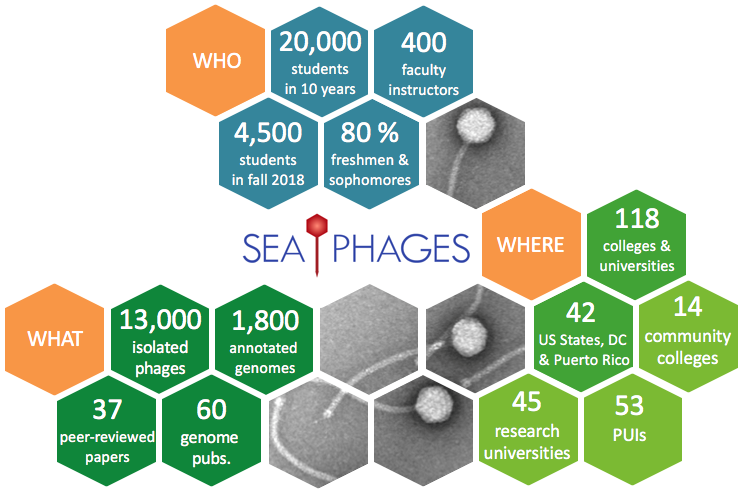 WHO
20,000
students
in 10 years
400
faculty
instructors
4,500
students
in fall 2018
80 %
freshmen &
sophomores
SEA PHAGES
WHERE
118
colleges &
universities
WHAT
13,000
isolated
phages
1,800
annotated
genomes
42
US States, DC
& Puerto Rico
14
community
colleges
37
peer-reviewed
papers
60
genome
pubs.
45
research
universities
53
PUIs